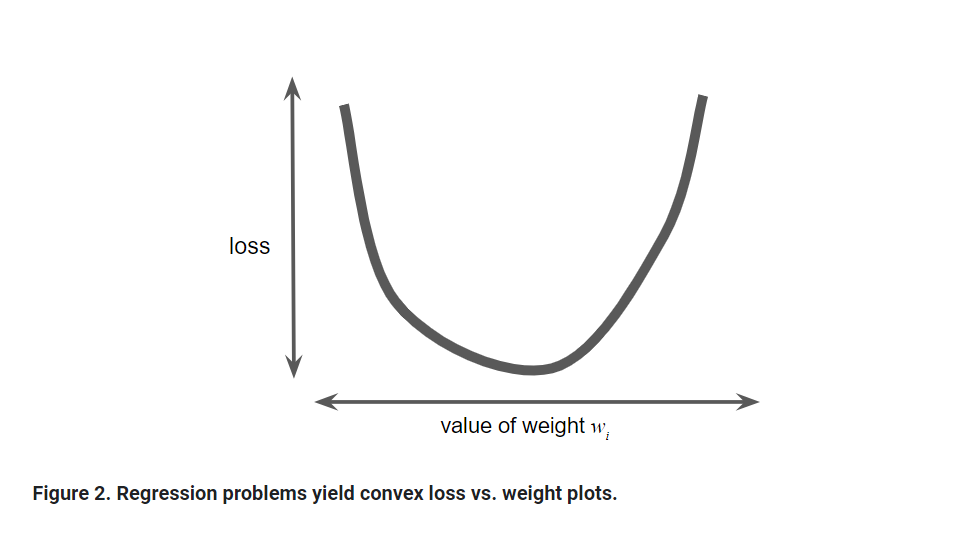 loss
value of weight wᵢ
Figure 2. Regression problems yield convex loss vs. weight plots.